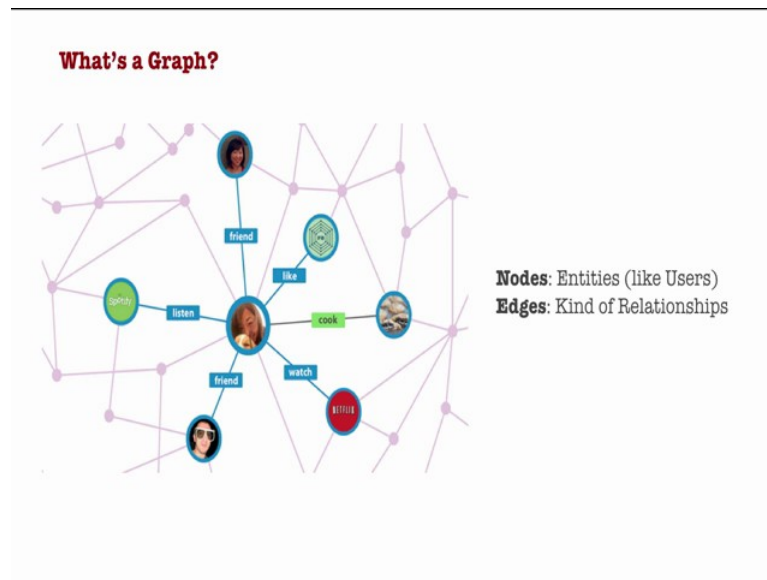 What's a Graph?
friend
like
Spotify
listen
cook
Nodes: Entities (like Users)
Edges: Kind of Relationships
watch
friend
NETFLIX